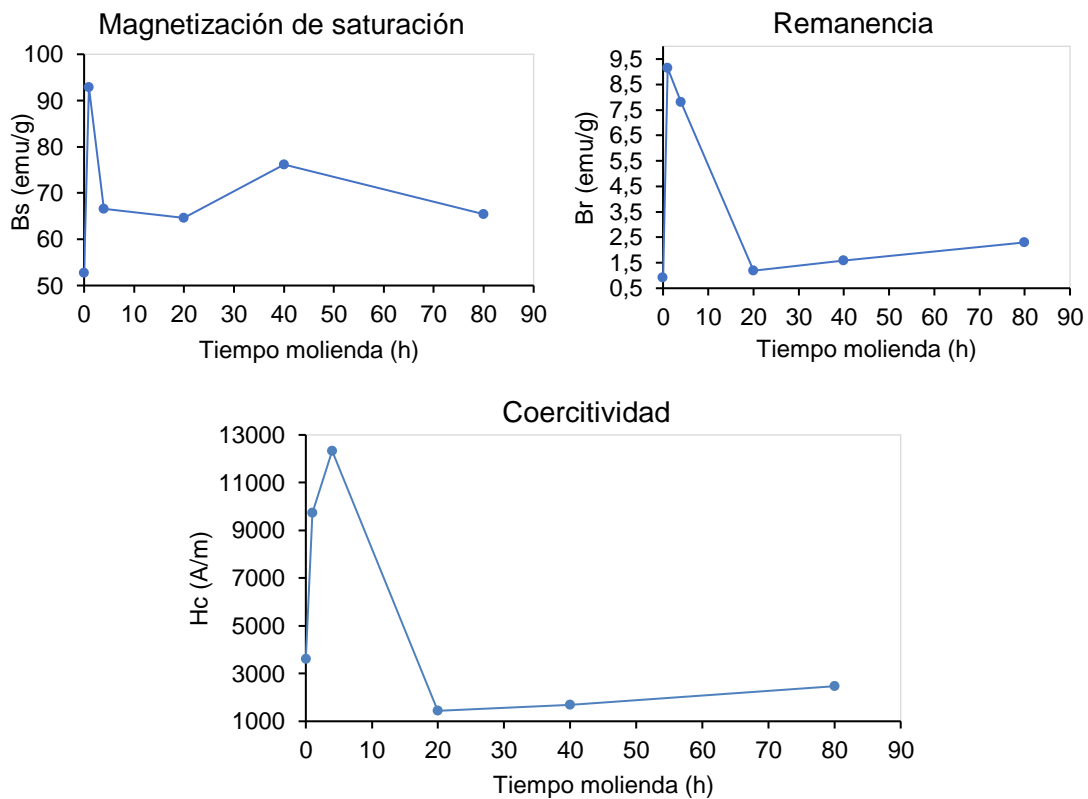 Magnetización de saturación
100
90
80
70
60
50
Bs (emu/g)
0 10 20 30 40 50 60 70 80 90
Tiempo molienda (h)
Remanencia
9,5
8,5
7,5
6,5
5,5
4,5
3,5
2,5
1,5
0,5
Br (emu/g)
0 10 20 30 40 50 60 70 80 90
Tiempo molienda (h)
Coercitividad
13000
11000
9000
7000
5000
3000
1000
Hc (A/m)
0 10 20 30 40 50 60 70 80 90
Tiempo molienda (h)